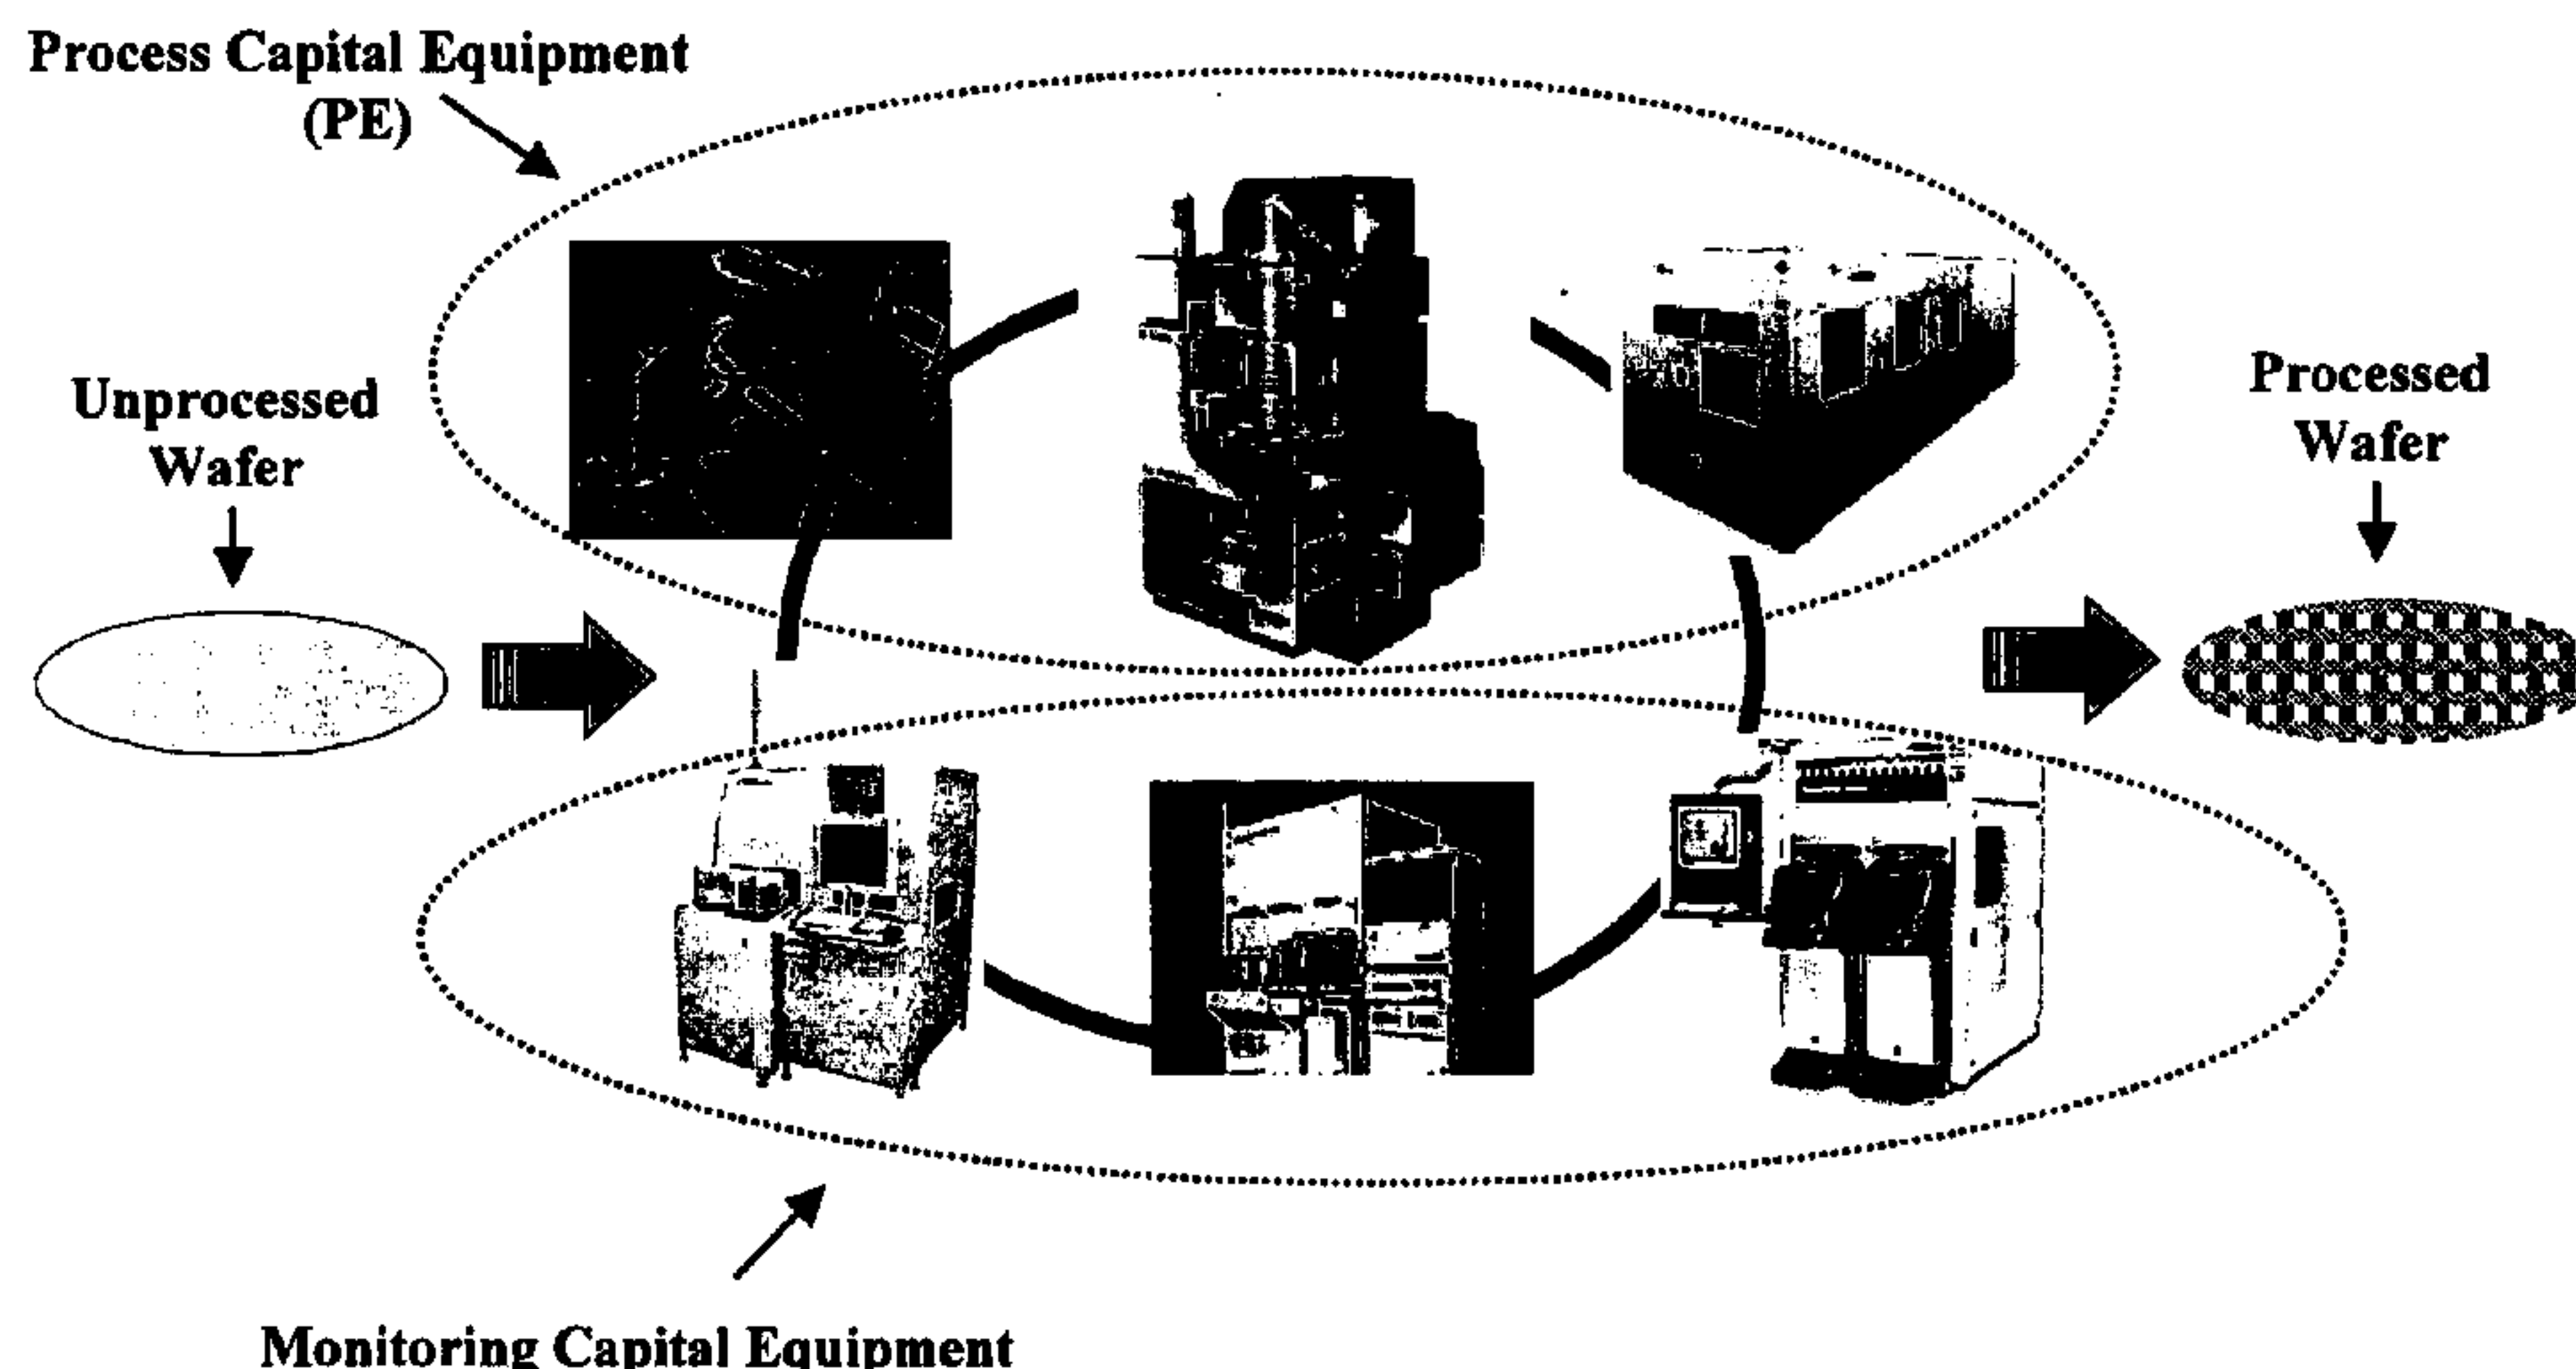 Process Capital Equipment
(PE)
Unprocessed
Wafer
Processed
Wafer
Monitoring Capital Equipment